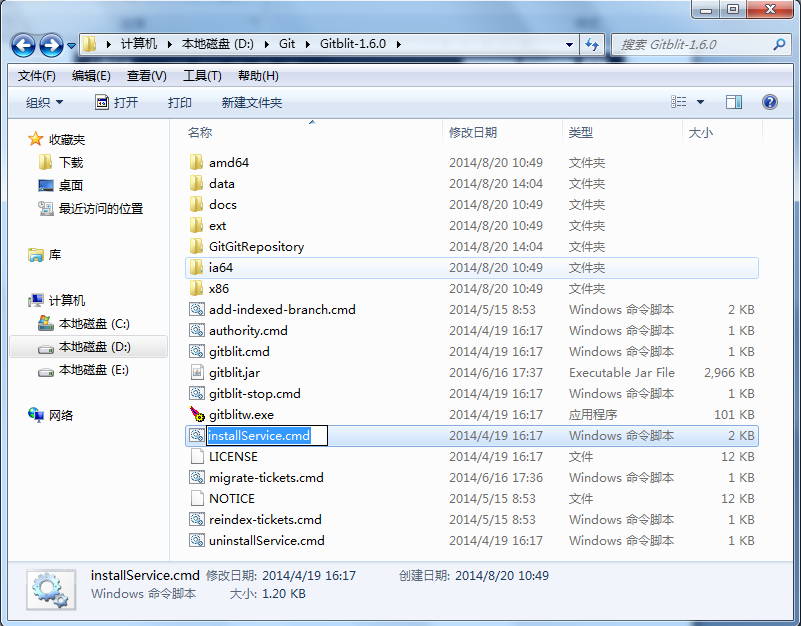 计算机 本地磁盘 (D:) Git Gitblit-1.6.0 搜索 Gitblit-1.6.0
文件(F) 编辑(E) 查看(V) 工具(T) 帮助(H)
组织 打开 打印 新建文件夹
收藏夹
下载
桌面
最近访问的位置
库
计算机
本地磁盘 (C:)
本地磁盘 (D:)
本地磁盘 (E:)
网络
名称 修改日期 类型 大小
amd64 2014/8/20 10:49 文件夹
data 2014/8/20 14:04 文件夹
docs 2014/8/20 10:49 文件夹
ext 2014/8/20 10:49 文件夹
GitGitRepository 2014/8/20 14:04 文件夹
ia64 2014/8/20 10:49 文件夹
x86 2014/8/20 10:49 文件夹
add-indexed-branch.cmd 2014/5/15 8:53 Windows 命令脚本 2 KB
authority.cmd 2014/4/19 16:17 Windows 命令脚本 1 KB
gitblit.cmd 2014/4/19 16:17 Windows 命令脚本 1 KB
gitblit.jar 2014/6/16 17:37 Executable Jar File 2,966 KB
gitblit-stop.cmd 2014/4/19 16:17 Windows 命令脚本 1 KB
gitblitw.exe 2014/4/19 16:17 应用程序 101 KB
installService.cmd 2014/4/19 16:17 Windows 命令脚本 2 KB
LICENSE 2014/4/19 16:17 文件 12 KB
migrate-tickets.cmd 2014/6/16 17:36 Windows 命令脚本 1 KB
NOTICE 2014/5/15 8:53 文件 12 KB
reindex-tickets.cmd 2014/5/15 8:53 Windows 命令脚本 1 KB
uninstallService.cmd 2014/4/19 16:17 Windows 命令脚本 1 KB
installService.cmd 修改日期: 2014/4/19 16:17 创建日期: 2014/8/20 10:49
Windows 命令脚本 大小: 1.20 KB